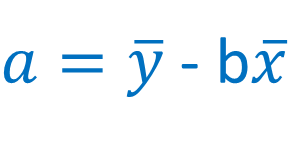 a = y̅ - bx̅